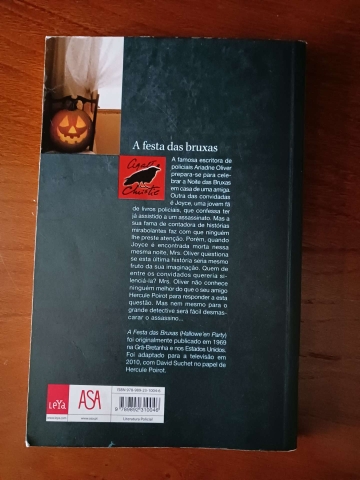 A festa das bruxas
Agatha
Christie
A famosa escritora de
policiais Ariadne Oliver
prepara-se para cele-
brar a Noite das Bruxas
em casa de uma amiga.
Outra das convidadas
é Joyce, uma jovem fã
de livros policiais, que confessa ter
já assistido a um assassinato. Mas a
sua fama de contadora de histórias
mirabolantes faz com que ninguém
lhe preste atenção. Porém, quando
Joyce é encontrada morta nessa
mesma noite, Mrs. Oliver questiona
se esta última história seria mesmo
fruto da sua imaginação. Quem de
entre os convidados quereria si-
lenciá-la? Mrs. Oliver não conhece
ninguém melhor do que o seu amigo
Hercule Poirot para responder a esta
questão. Mas nem mesmo para o
grande detective será fácil desmas-
carar o assassino...
A Festa das Bruxas (Hallowe'en Party)
foi originalmente publicado em 1969
na Grã-Bretanha e nos Estados Unidos.
Foi adaptado para a televisão em
2010, com David Suchet no papel de
Hercule Poirot.
leya
ASA
Literatura/Policial